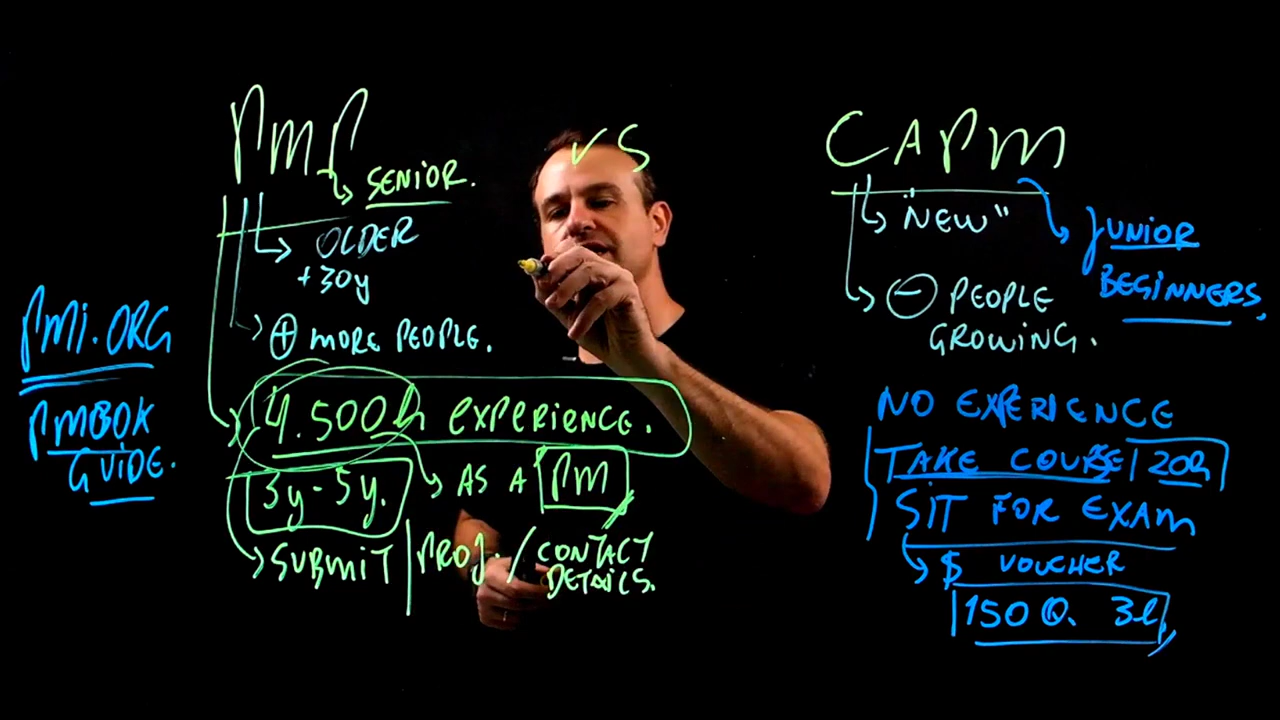 PMP
VS
CAPM
SENIOR.
OLDER
+30y
+ MORE PEOPLE.
PMI.ORG
PMBOK
GUIDE.
4.500h EXPERIENCE.
3y-5y.
AS A PM
SUBMIT | PROJ. / CONTACT
DETAILS.
"NEW"
JUNIOR
BEGINNERS.
- PEOPLE
GROWING.
NO EXPERIENCE
TAKE COURSE | 20h
SIT FOR EXAM
$ VOUCHER
150 Q. 3h